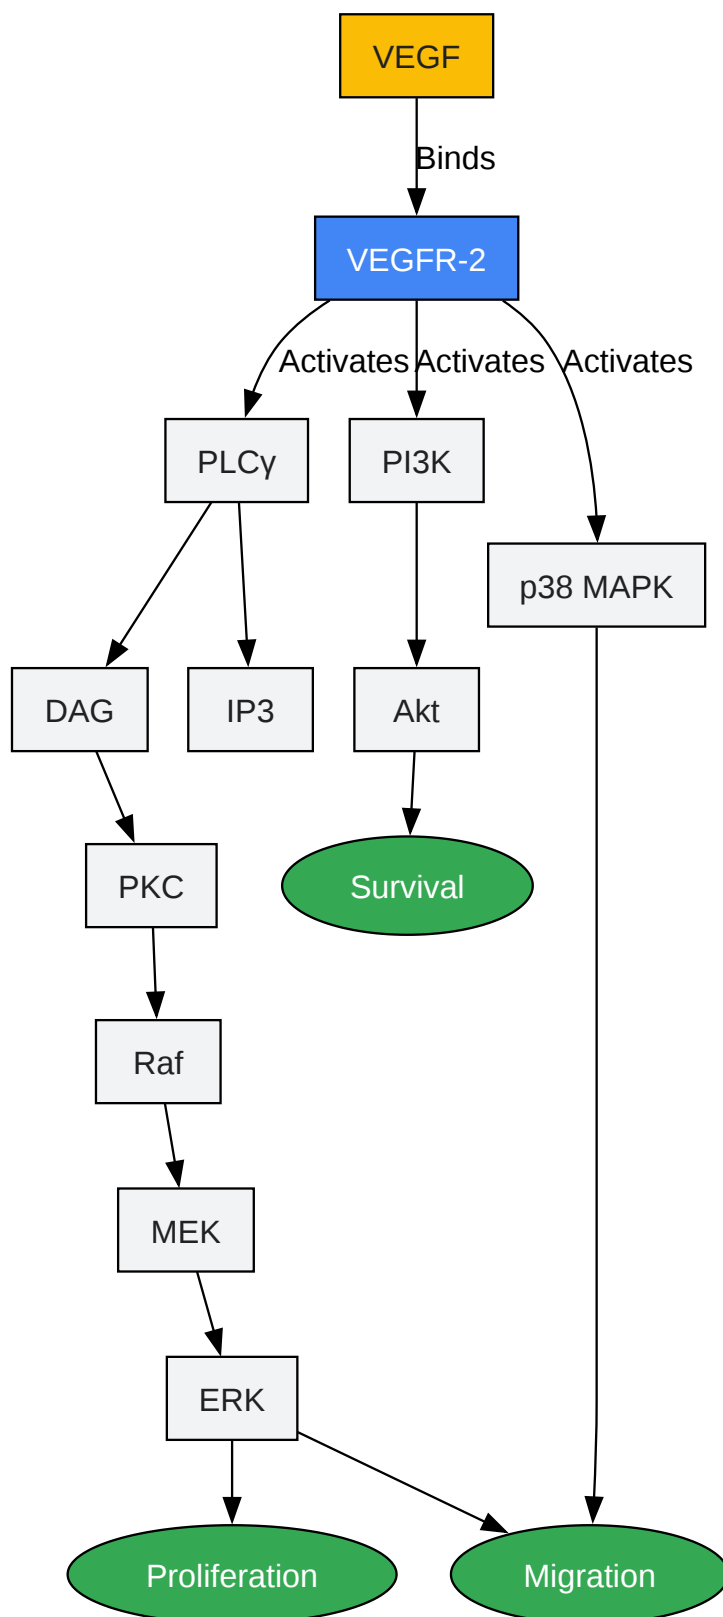 VEGF
Binds
VEGFR-2
Activates
Activates
Activates
PLCγ
PI3K
p38 MAPK
DAG
IP3
Akt
PKC
Survival
Raf
MEK
ERK
Proliferation
Migration